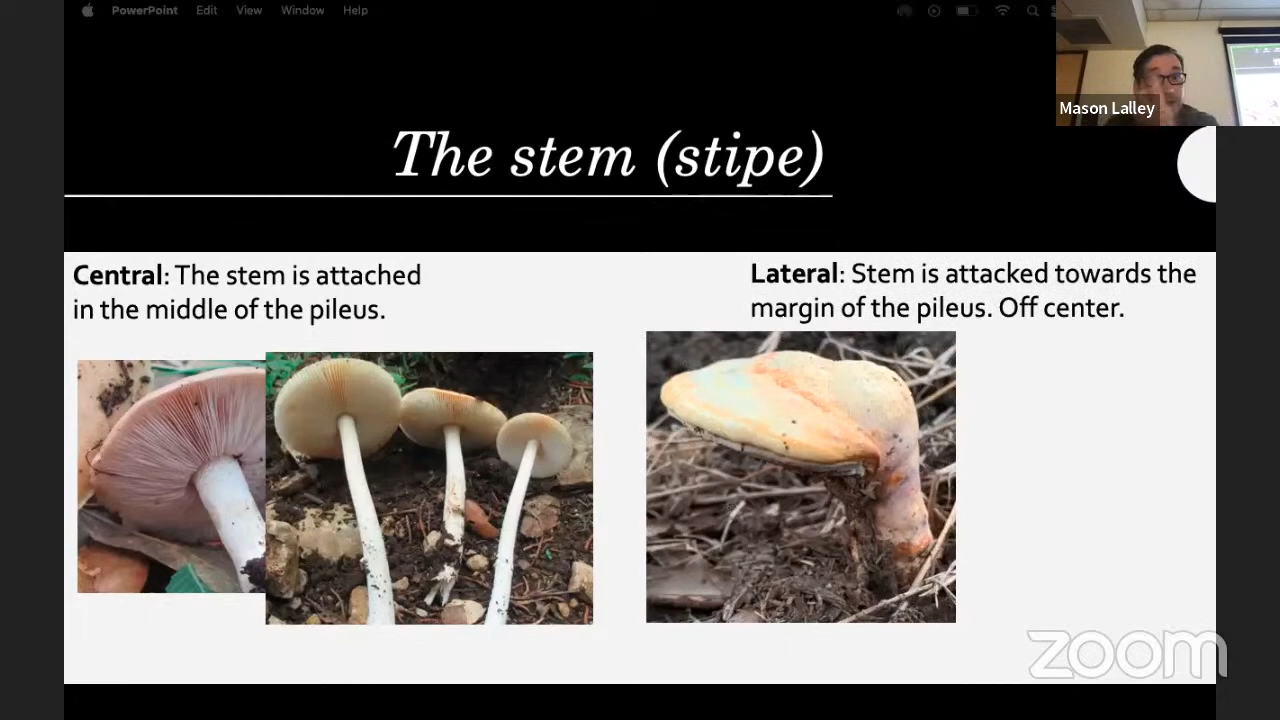 PowerPoint Edit View Window Help
Mason Lalley
The stem (stipe)
Central: The stem is attached
in the middle of the pileus.
Lateral: Stem is attacked towards the
margin of the pileus. Off center.
zoom